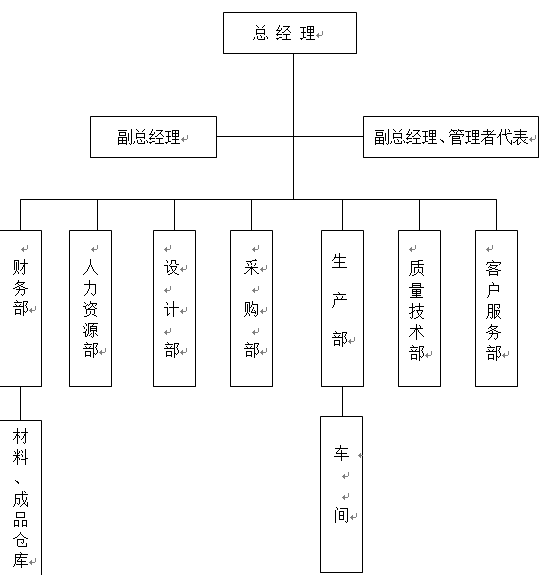 总 经 理
副总经理
副总经理、管理者代表
财务部
人力资源部
设计部
采购部
生产部
质量技术部
客户服务部
材料、成品仓库
车间